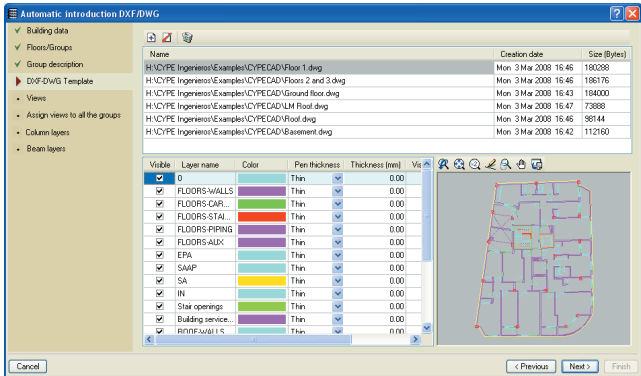 Automatic introduction DXF/DWG
Building data
Floors/Groups
Group description
DXF-DWG Template
Views
Assign views to all the groups
Column layers
Beam layers
Name Creation date Size (Bytes)
H:\CYPE Ingenieros\Examples\CYPECAD\Floor 1.dwg Mon 3 Mar 2008 16:46 180288
H:\CYPE Ingenieros\Examples\CYPECAD\Floors 2 and 3.dwg Mon 3 Mar 2008 16:46 186176
H:\CYPE Ingenieros\Examples\CYPECAD\Ground floor.dwg Mon 3 Mar 2008 16:43 184000
H:\CYPE Ingenieros\Examples\CYPECAD\LM Roof.dwg Mon 3 Mar 2008 16:47 73888
H:\CYPE Ingenieros\Examples\CYPECAD\Roof.dwg Mon 3 Mar 2008 16:46 98144
H:\CYPE Ingenieros\Examples\CYPECAD\Basement.dwg Mon 3 Mar 2008 16:42 112160
Visible Layer name Color Pen thickness Thickness (mm) Vis
0 Thin 0.00
FLOORS-WALLS Thin 0.00
FLOORS-CAR... Thin 0.00
FLOORS-STAI... Thin 0.00
FLOORS-PIPING Thin 0.00
FLOORS-AUX Thin 0.00
EPA Thin 0.00
SAAP Thin 0.00
SA Thin 0.00
IN Thin 0.00
Stair openings Thin 0.00
Building service... Thin 0.00
ROOF-WALLS Thin 0.00
Cancel < Previous Next > Finish